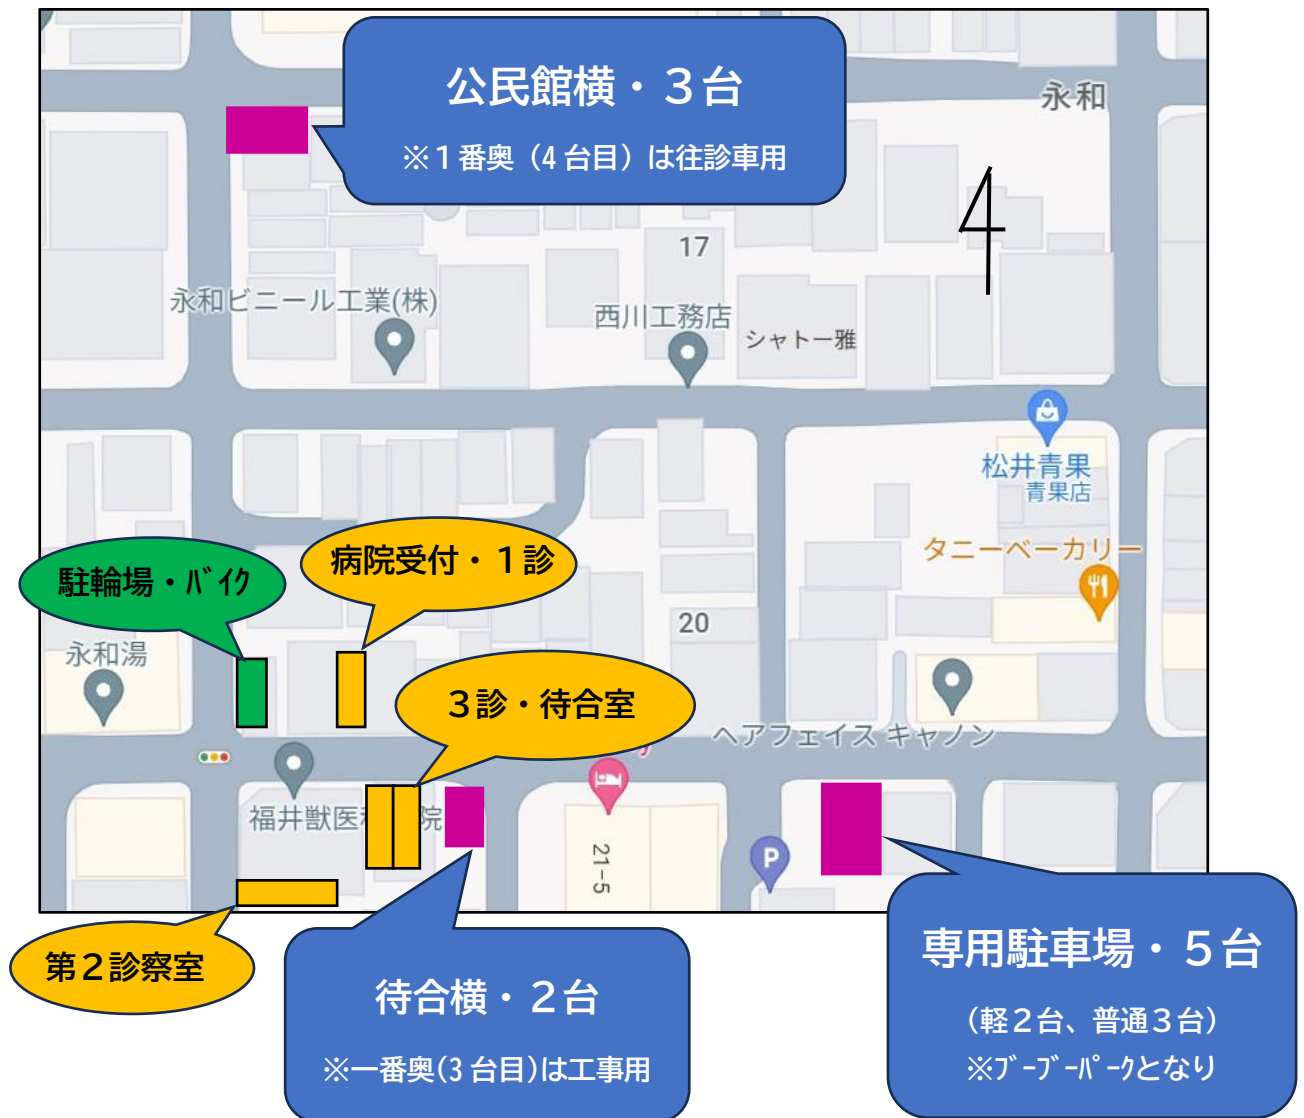 公民館横・３台
※１番奥（4台目）は往診車用
永和
17
永和ビニール工業(株)
西川工務店
シャトー雅
松井青果
青果店
タニーベーカリー
病院受付・１診
駐輪場・ﾊﾞｲｸ
20
永和湯
３診・待合室
ヘアフェイス キャノン
福井獣医科
院
21-5
P
第２診察室
待合横・２台
※一番奥(3台目)は工事用
専用駐車場・５台
（軽２台、普通３台）
※ﾌﾞｰﾌﾞｰﾊﾟｰｸとなり